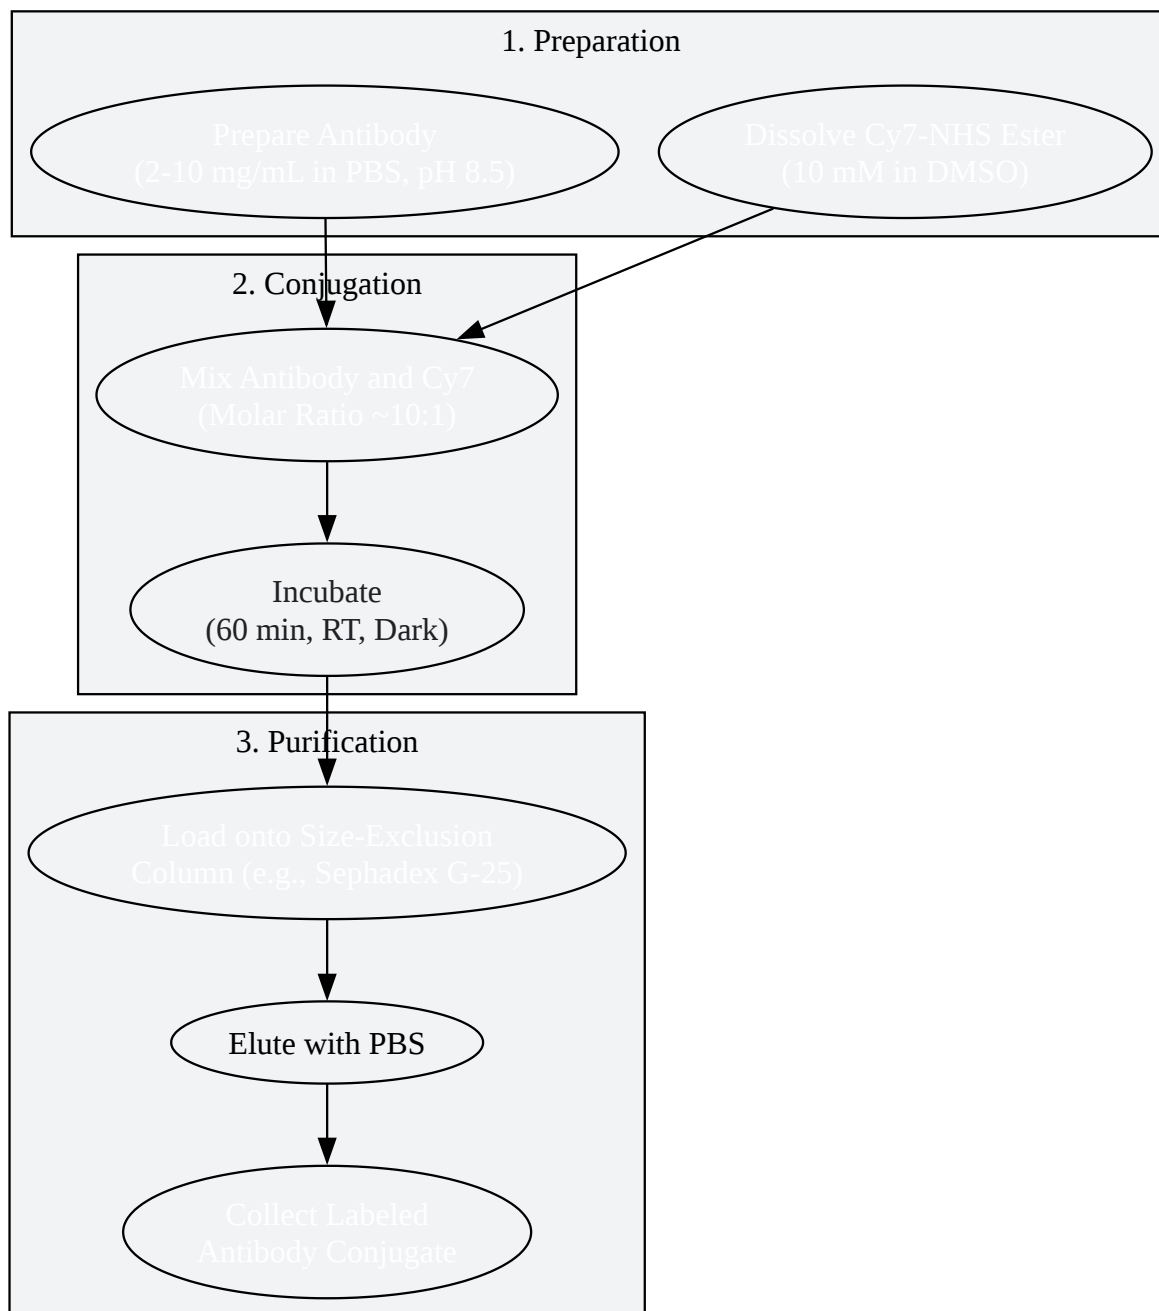 1. Preparation
Prepare Antibody
(2-10 mg/mL in PBS, pH 8.5)
Dissolve Cy7-NHS Ester
(10 mM in DMSO)
2. Conjugation
Mix Antibody and Cy7
(Molar Ratio ~10:1)
Incubate
(60 min, RT, Dark)
3. Purification
Load onto Size-Exclusion
Column (e.g., Sephadex G-25)
Elute with PBS
Collect Labeled
Antibody Conjugate